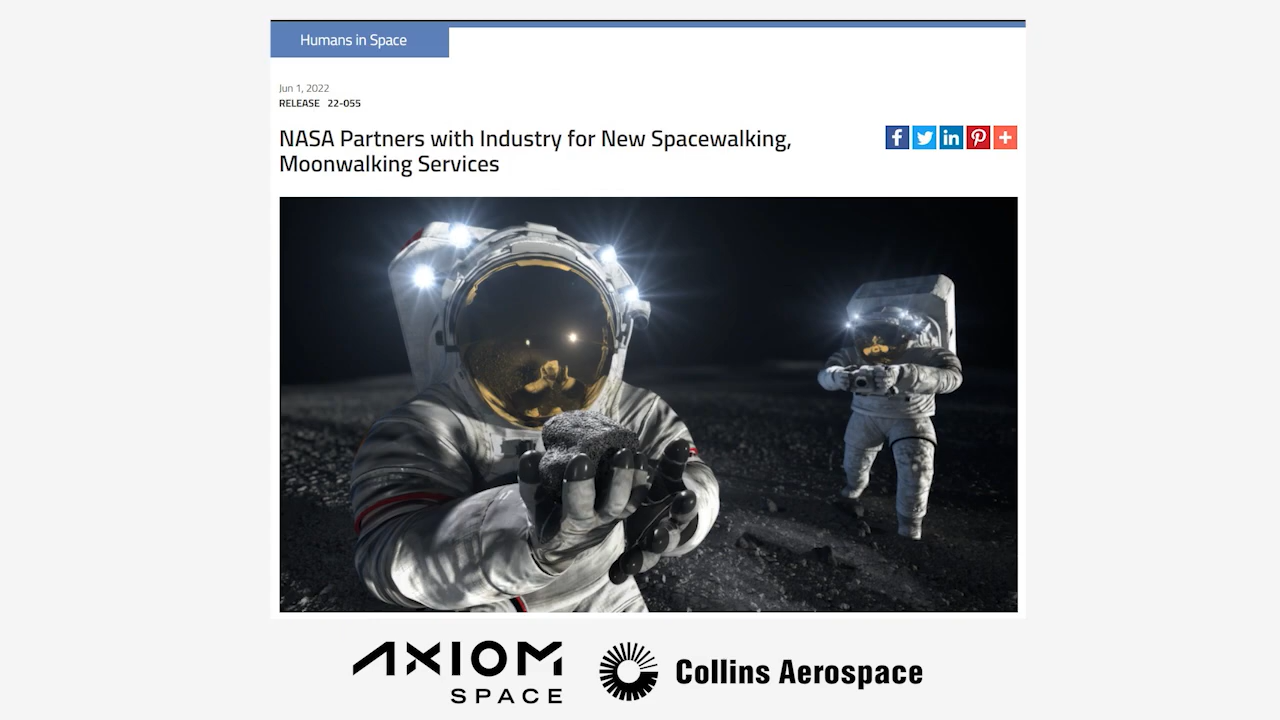 Humans in Space
Jun 1, 2022
RELEASE 22-055
NASA Partners with Industry for New Spacewalking,
Moonwalking Services
AXIOM
SPACE
Collins Aerospace